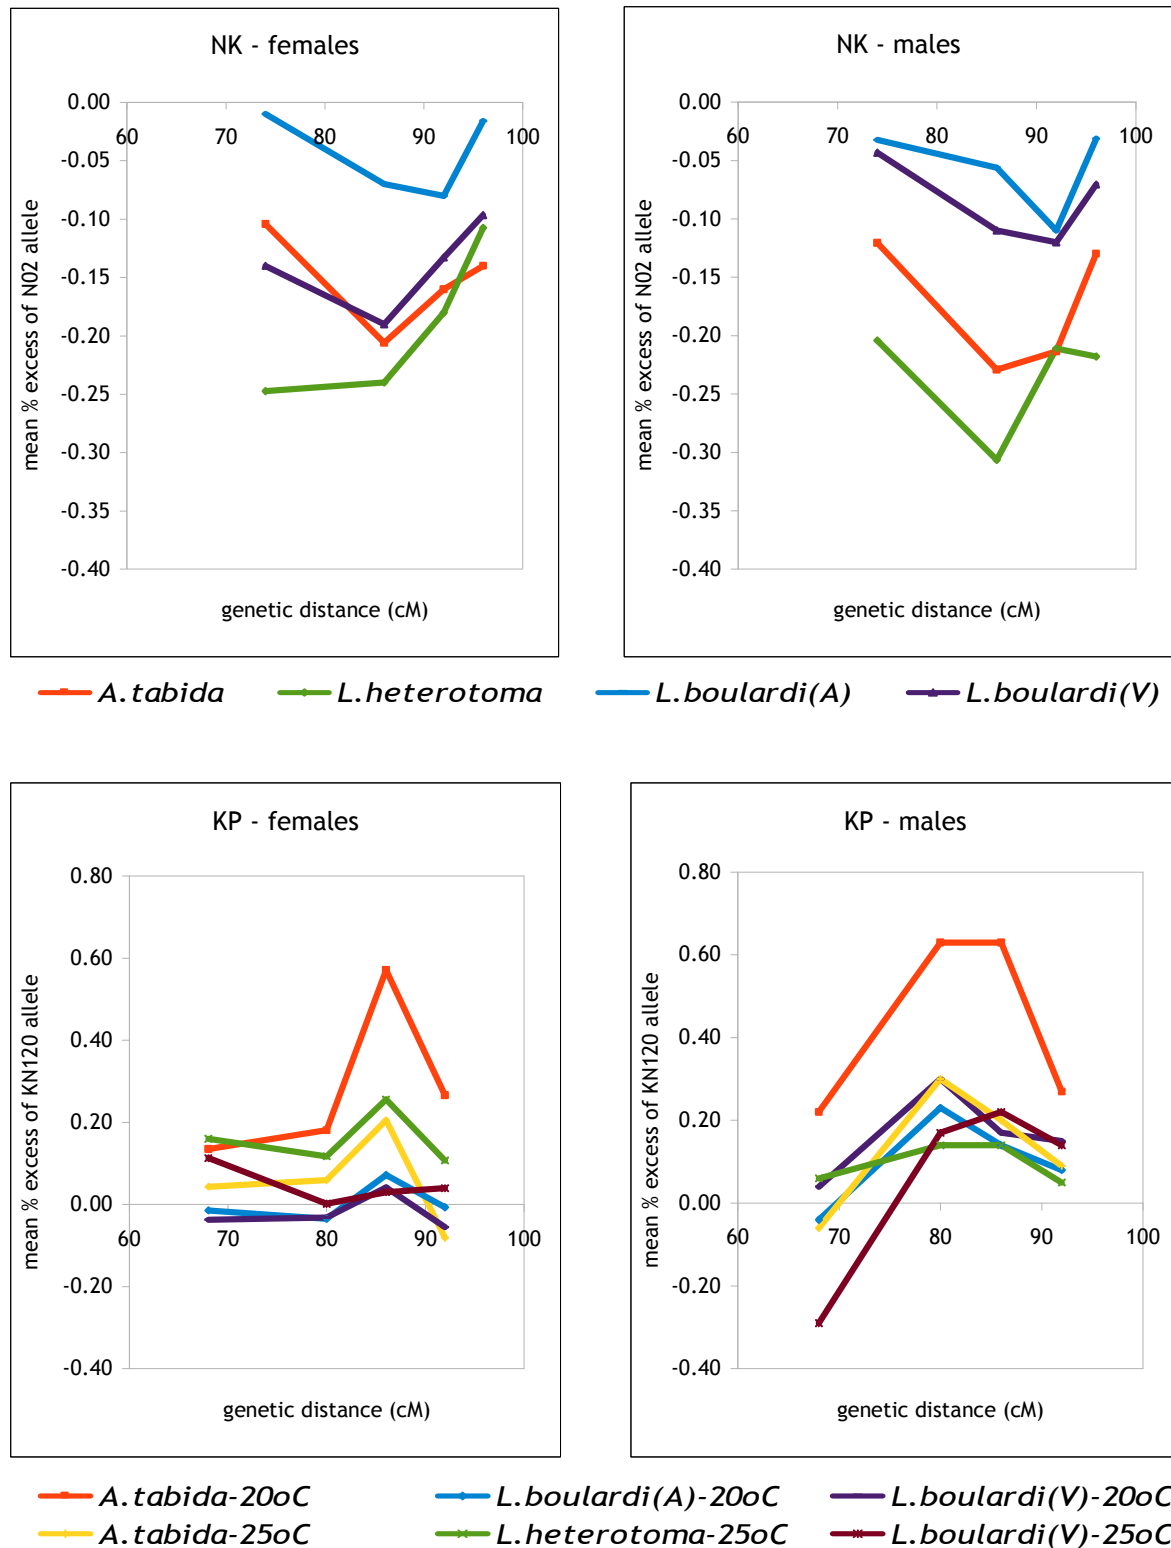 NK - females
0.00
60 70 80 90 100
-0.05
-0.10
-0.15
-0.20
-0.25
-0.30
-0.35
-0.40
mean % excess of N02 allele
genetic distance (cM)
NK - males
0.00
60 70 80 90 100
-0.05
-0.10
-0.15
-0.20
-0.25
-0.30
-0.35
-0.40
mean % excess of N02 allele
genetic distance (cM)
A.tabida L.heterotoma L.boulardi(A) L.boulardi(V)
KP - females
0.80
0.60
0.40
0.20
0.00
60 70 80 90 100
-0.20
-0.40
mean % excess of KN120 allele
genetic distance (cM)
KP - males
0.80
0.60
0.40
0.20
0.00
60 70 80 90 100
-0.20
-0.40
mean % excess of KN120 allele
genetic distance (cM)
A.tabida-20oC L.boulardi(A)-20oC L.boulardi(V)-20oC
A.tabida-25oC L.heterotoma-25oC L.boulardi(V)-25oC